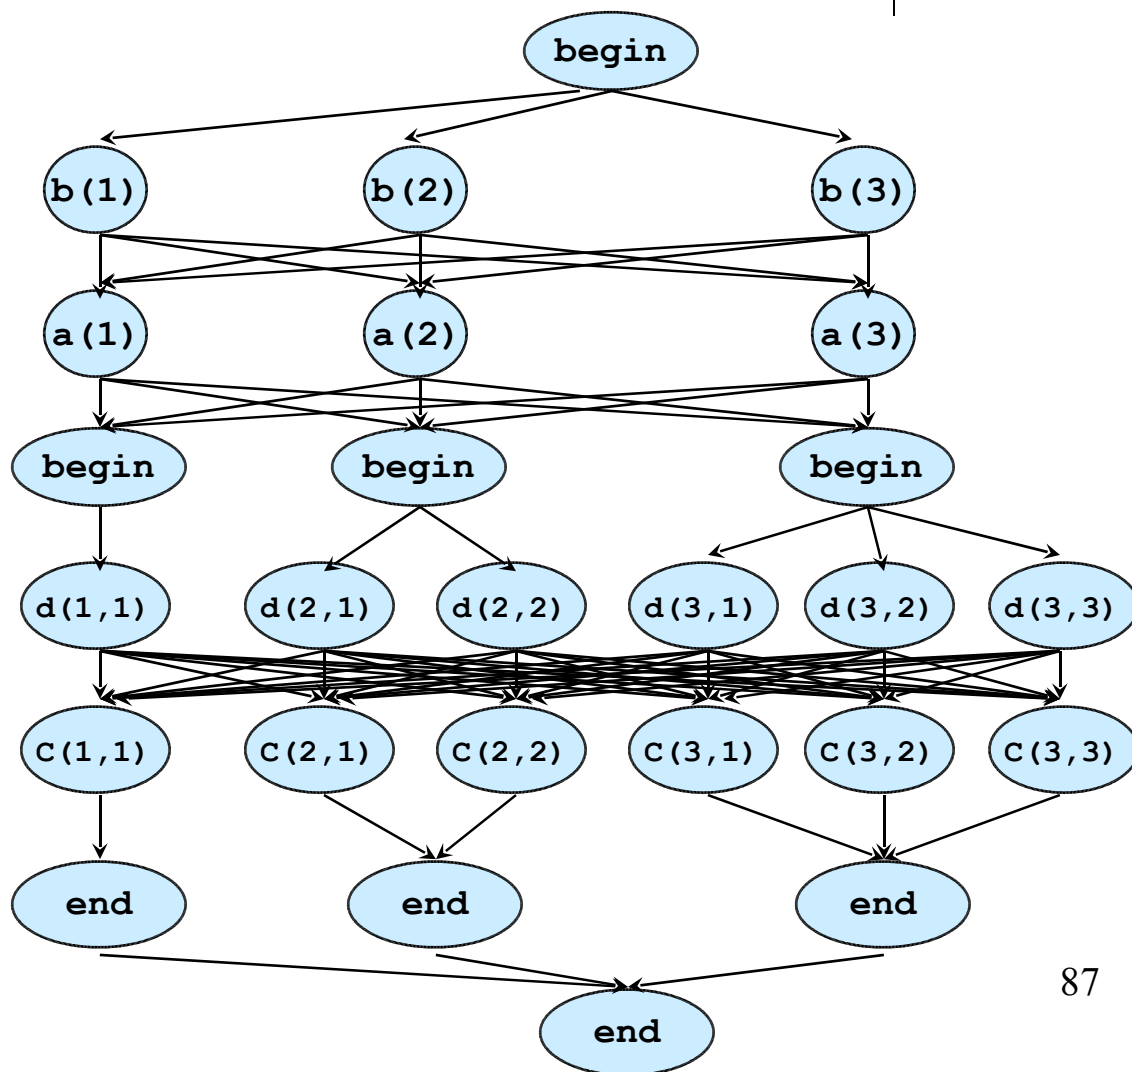 begin
b(1) b(2) b(3)
a(1) a(2) a(3)
begin begin begin
d(1,1) d(2,1) d(2,2) d(3,1) d(3,2) d(3,3)
C(1,1) C(2,1) C(2,2) C(3,1) C(3,2) C(3,3)
end end end
87
end